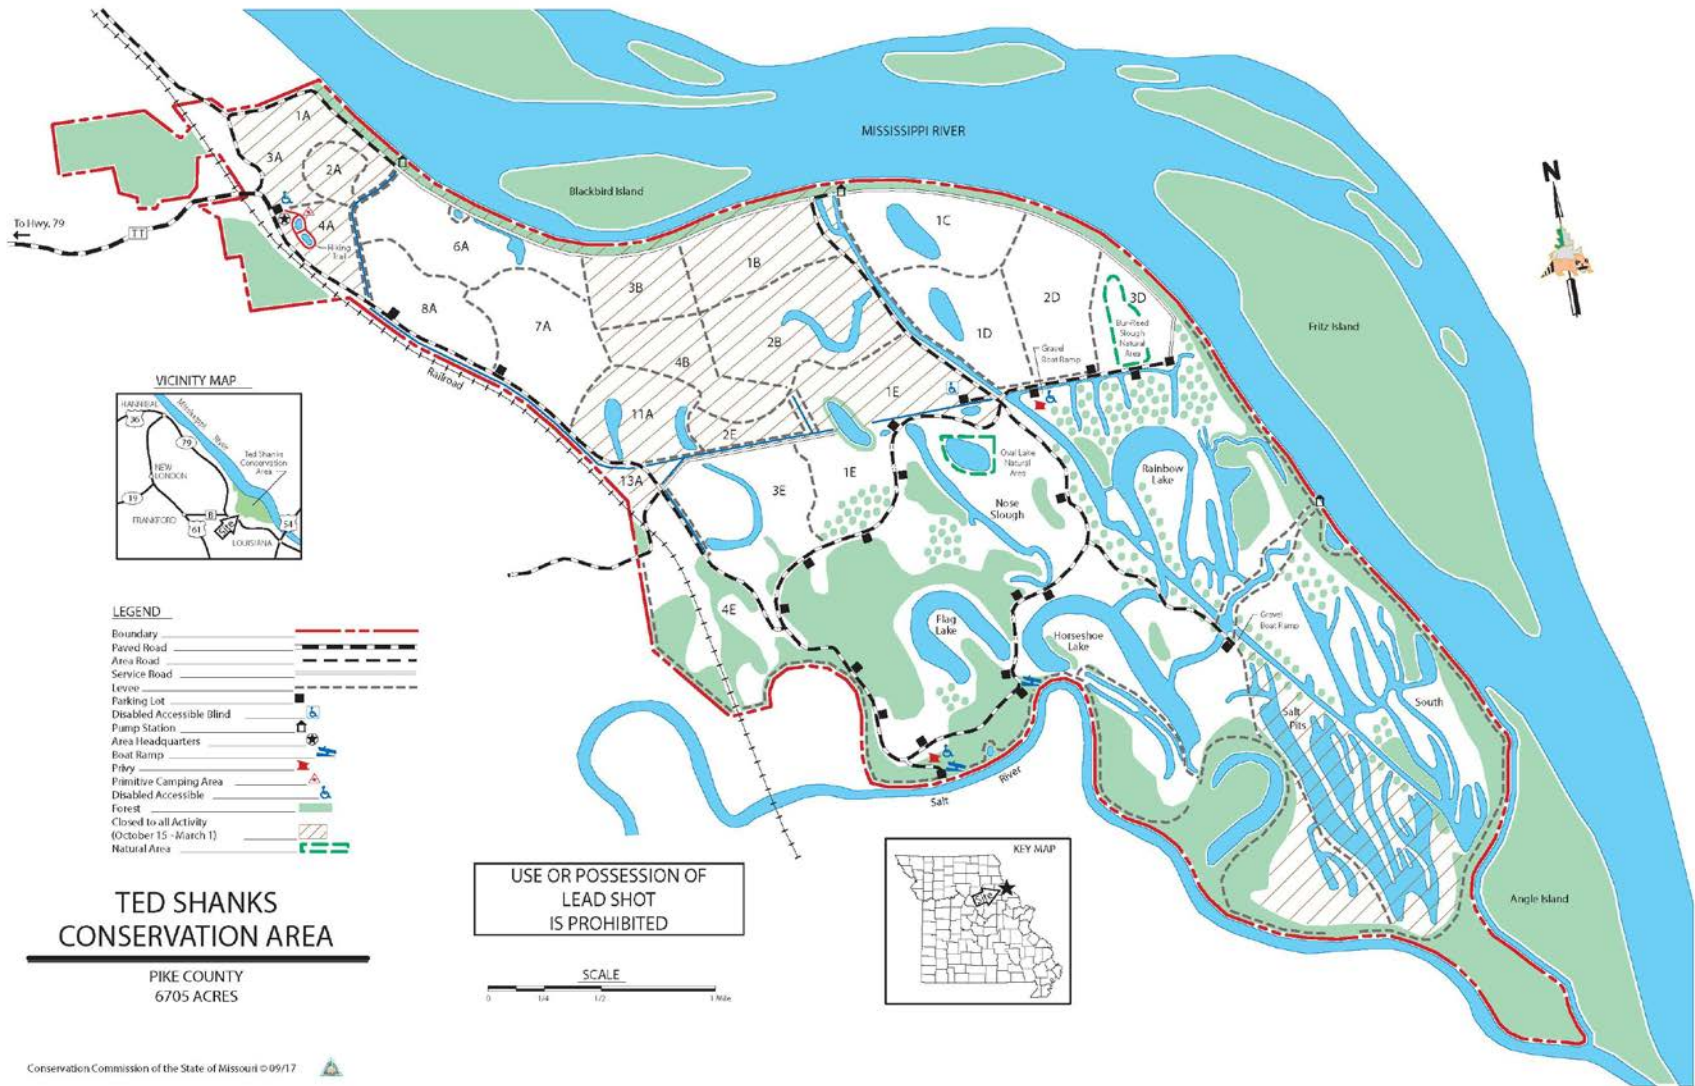 MISSISSIPPI RIVER
Blackbird Island
Fritz Island
Angle Island
N
To Hwy. 79
TT
1A
3A
2A
4A
Hiking
Trail
6A
8A
7A
3B
1B
4B
2B
11A
2E
1E
13A
3E
1E
4E
1C
1D
2D
3D
Bur-Reed
Slough
Natural
Area
Gravel
Boat Ramp
Oval Lake
Natural
Area
Nose
Slough
Rainbow
Lake
Flag
Lake
Horseshoe
Lake
Gravel
Boat Ramp
Salt
Pits
South
Salt
River
Railroad
VICINITY MAP
HANNIBAL
36
Mississippi
River
79
NEW
LONDON
Ted Shanks
Conservation
Area
19
FRANKFORD
61
B
Site
54
LOUISIANA
LEGEND
Boundary
Paved Road
Area Road
Service Road
Levee
Parking Lot
Disabled Accessible Blind
Pump Station
Area Headquarters
Boat Ramp
Privy
Primitive Camping Area
Disabled Accessible
Forest
Closed to all Activity
(October 15 - March 1)
Natural Area
TED SHANKS
CONSERVATION AREA
PIKE COUNTY
6705 ACRES
USE OR POSSESSION OF
LEAD SHOT
IS PROHIBITED
SCALE
0 1/4 1/2 1 Mile
KEY MAP
Site
Conservation Commission of the State of Missouri © 09/17